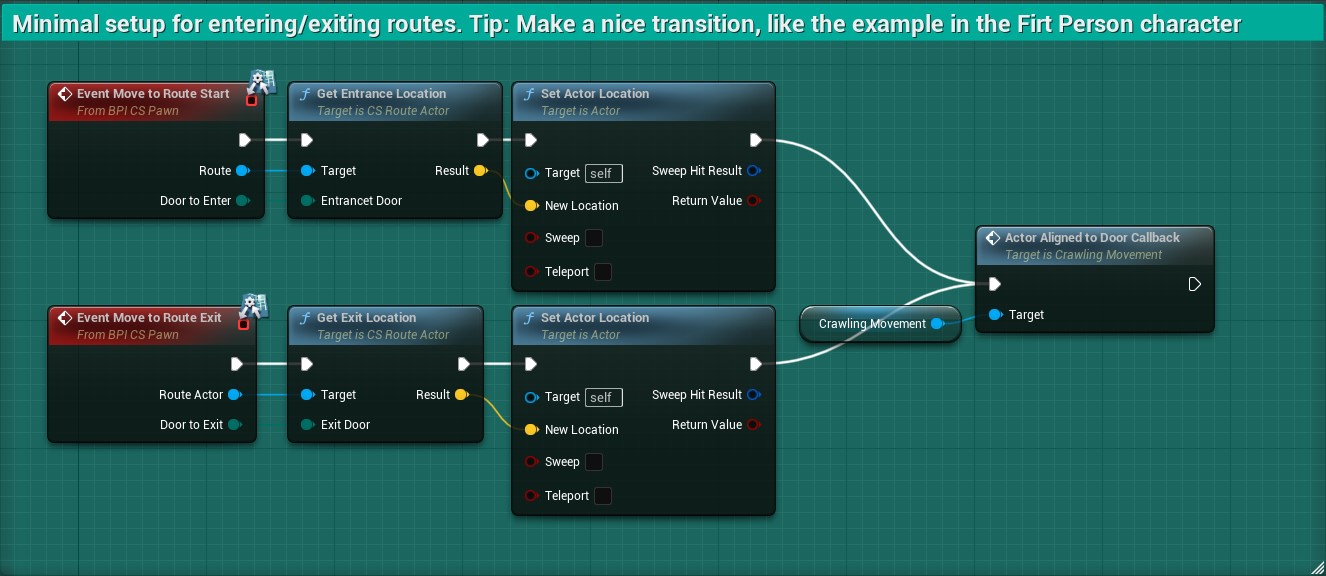 Minimal setup for entering/exiting routes. Tip: Make a nice transition, like the example in the Firt Person character
Event Move to Route Start
From BPI CS Pawn
Route
Door to Enter
Get Entrance Location
Target is CS Route Actor
Target
Result
Entrancet Door
Set Actor Location
Target is Actor
Target self
Sweep Hit Result
New Location
Return Value
Sweep
Teleport
Actor Aligned to Door Callback
Target is Crawling Movement
Target
Crawling Movement
Event Move to Route Exit
From BPI CS Pawn
Route Actor
Door to Exit
Get Exit Location
Target is CS Route Actor
Target
Result
Exit Door
Set Actor Location
Target is Actor
Target self
Sweep Hit Result
New Location
Return Value
Sweep
Teleport